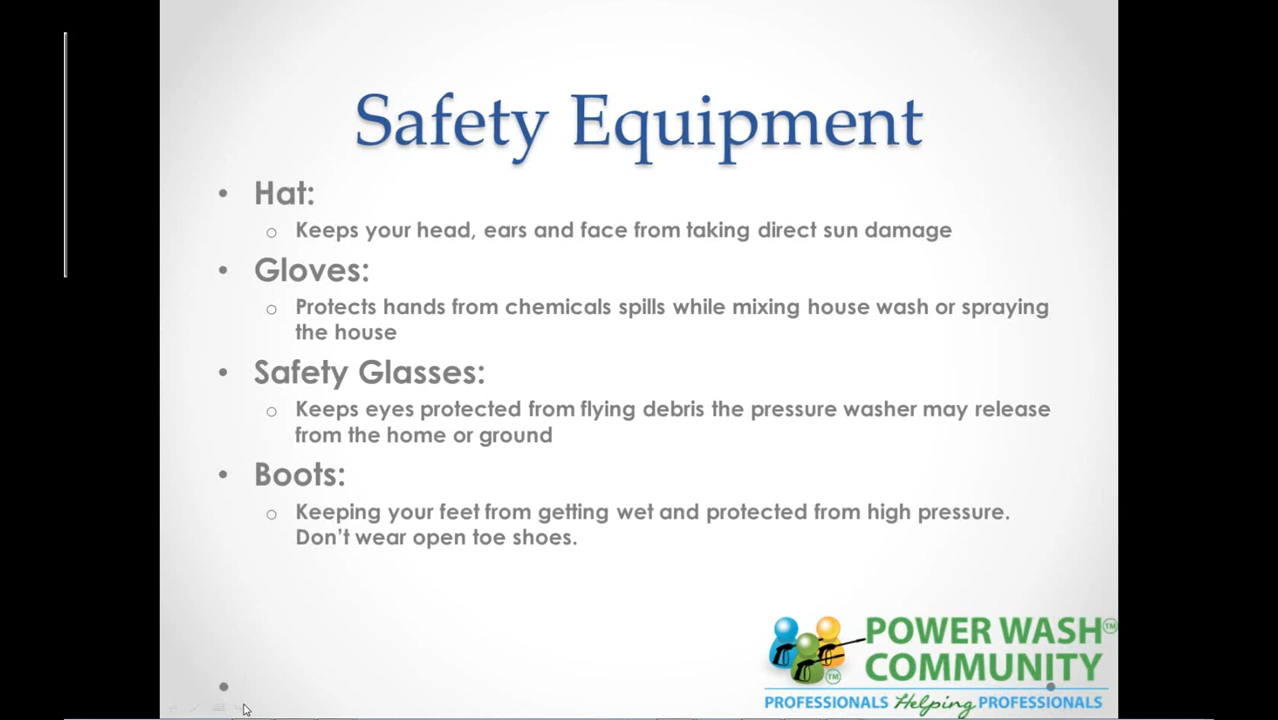 Safety Equipment
• Hat:
○ Keeps your head, ears and face from taking direct sun damage
• Gloves:
○ Protects hands from chemicals spills while mixing house wash or spraying
the house
• Safety Glasses:
○ Keeps eyes protected from flying debris the pressure washer may release
from the home or ground
• Boots:
○ Keeping your feet from getting wet and protected from high pressure.
Don't wear open toe shoes.
POWER WASH TM
COMMUNITY
TM
PROFESSIONALS Helping PROFESSIONALS